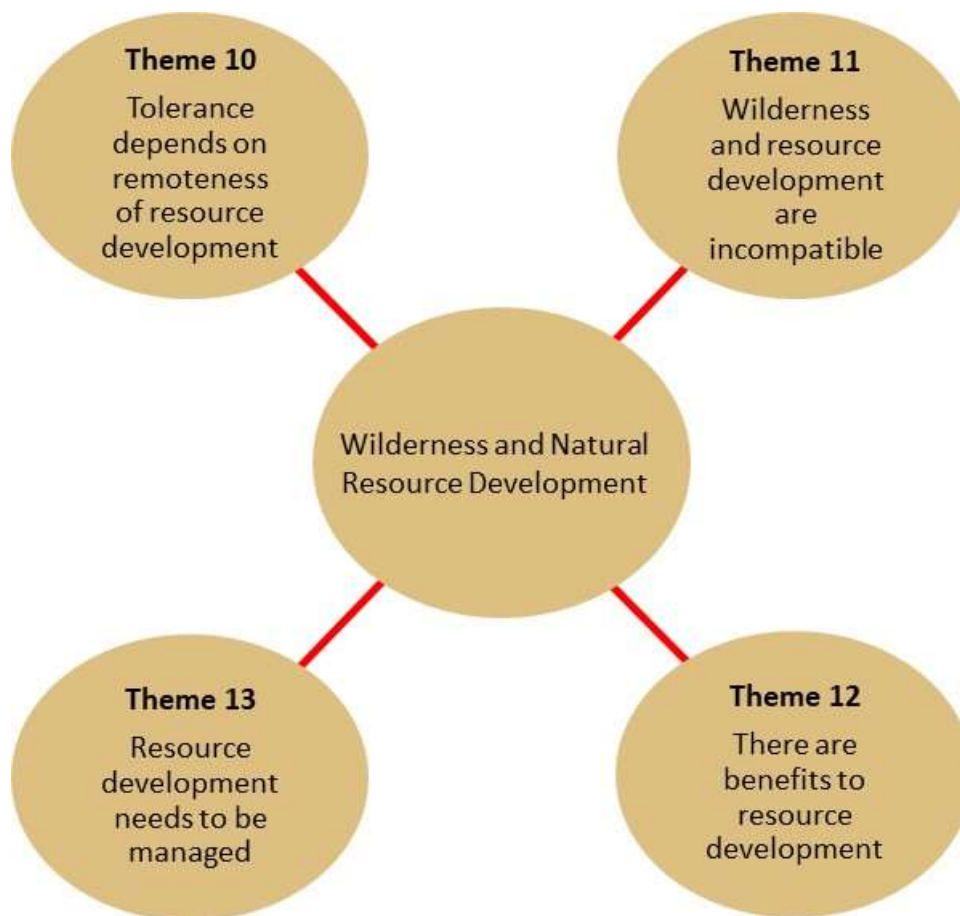 Theme 10
Tolerance
depends on
remoteness
of resource
development
Theme 11
Wilderness
and resource
development
are
incompatible
Wilderness and Natural
Resource Development
Theme 13
Resource
development
needs to be
managed
Theme 12
There are
benefits to
resource
development